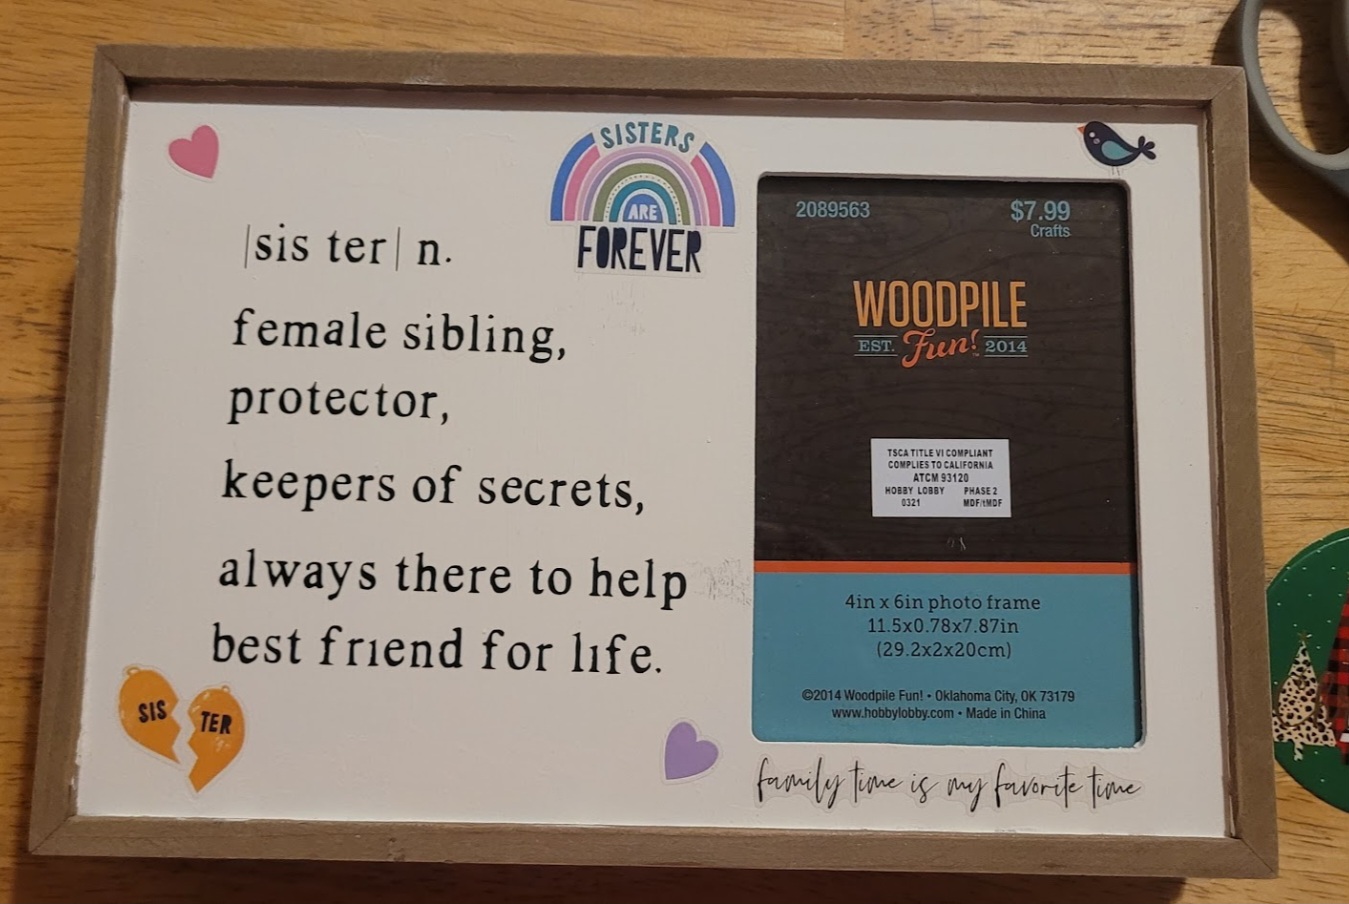 SISTERS
ARE
FOREVER
|sis ter| n.
female sibling,
protector,
keepers of secrets,
always there to help
best friend for life.
SIS TER
2089563 $7.99
Crafts
WOODPILE
EST. Fun! 2014
TSCA TITLE VI COMPLIANT
COMPLIES TO CALIFORNIA
ATCM 93120
HOBBY LOBBY PHASE 2
0321 MDF/tMDF
4in x 6in photo frame
11.5x0.78x7.87in
(29.2x2x20cm)
©2014 Woodpile Fun! • Oklahoma City, OK 73179
www.hobbylobby.com • Made in China
family time is my favorite time